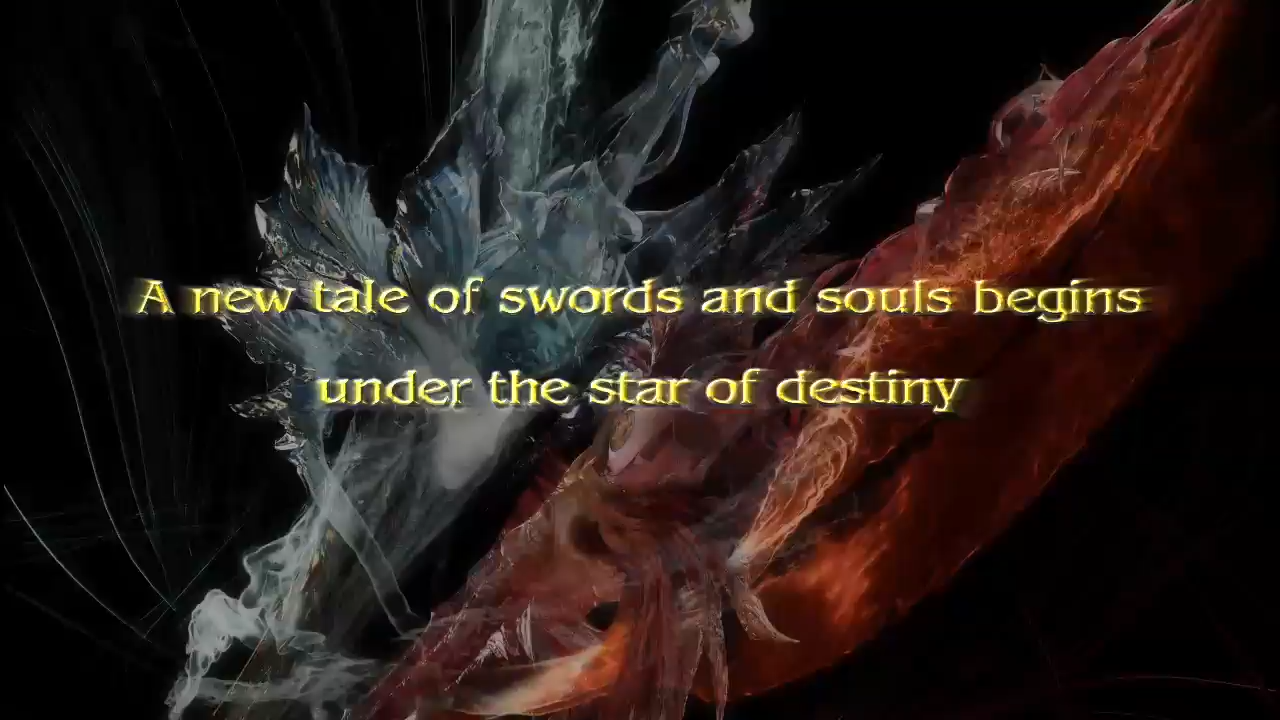 A new tale of swords and souls begins
under the star of destiny